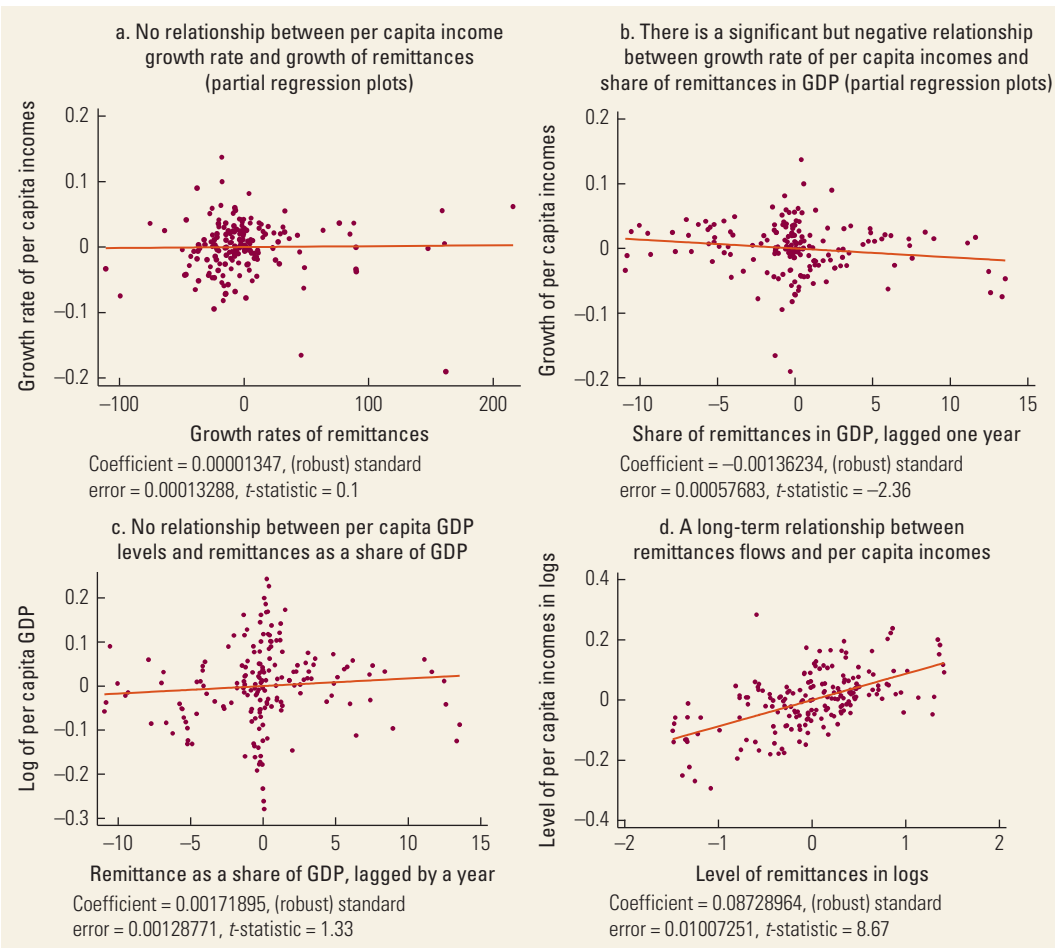 a. No relationship between per capita income
growth rate and growth of remittances
(partial regression plots)
Growth rate of per capita incomes
0.2
0.1
0
–0.1
–0.2
–100
0
100
200
Growth rates of remittances
Coefficient = 0.00001347, (robust) standard
error = 0.00013288, t-statistic = 0.1
b. There is a significant but negative relationship
between growth rate of per capita incomes and
share of remittances in GDP (partial regression plots)
Growth of per capita incomes
0.2
0.1
0
–0.1
–0.2
–10
–5
0
5
10
15
Share of remittances in GDP, lagged one year
Coefficient = –0.00136234, (robust) standard
error = 0.00057683, t-statistic = –2.36
c. No relationship between per capita GDP
levels and remittances as a share of GDP
Log of per capita GDP
0.2
0.1
0
–0.1
–0.2
–0.3
–10
–5
0
5
10
15
Remittance as a share of GDP, lagged by a year
Coefficient = 0.00171895, (robust) standard
error = 0.00128771, t-statistic = 1.33
d. A long-term relationship between
remittances flows and per capita incomes
Level of per capita incomes in logs
0.4
0.2
0
–0.2
–0.4
–2
–1
0
1
2
Level of remittances in logs
Coefficient = 0.08728964, (robust) standard
error = 0.01007251, t-statistic = 8.67